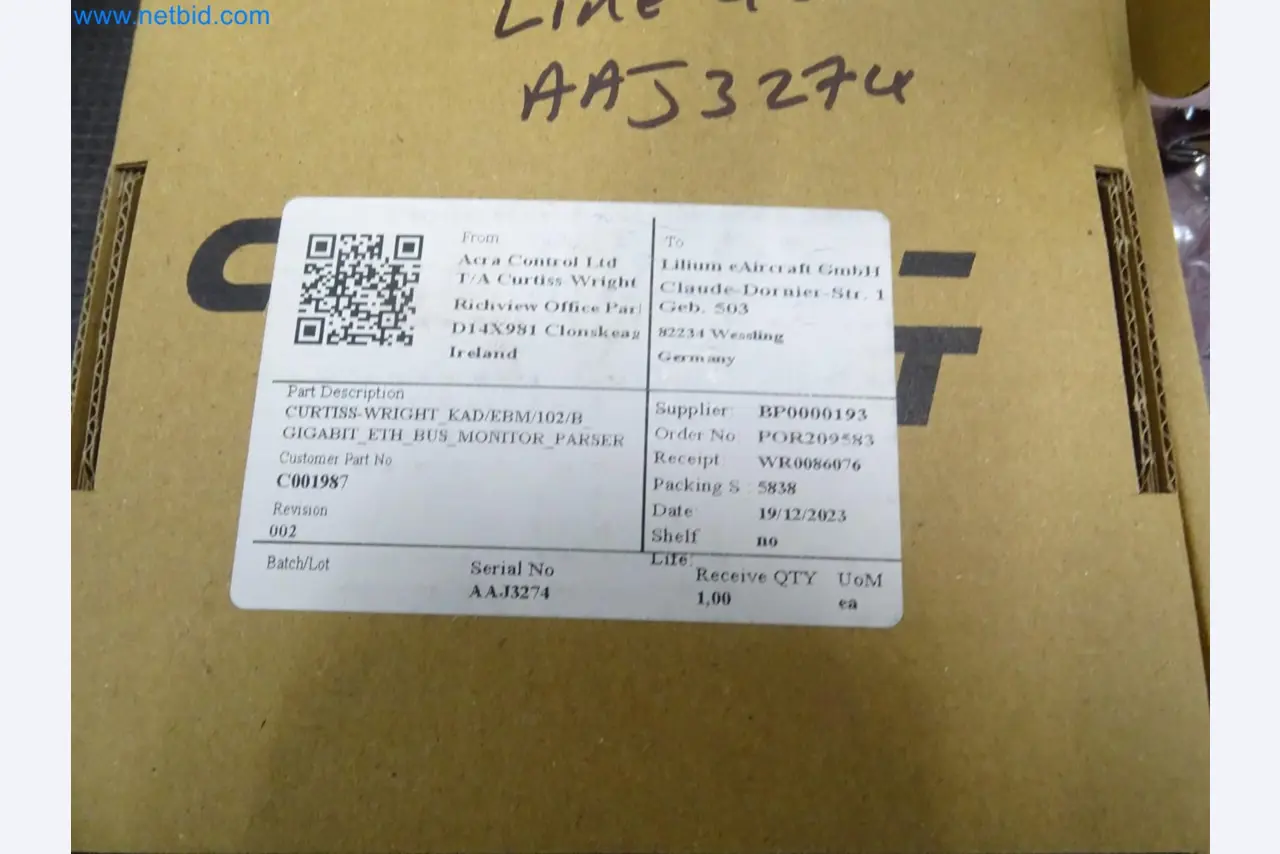 www.netbid.com
Line
AAJ3274
From
Acra Control Ltd
T/A Curtiss Wright
Richview Office Par
D14X981 Clonskeag
Ireland
To
Lilium eAircraft GmbH
Claude-Dornier-Str. 1
Geb. 503
82234 Wessling
Germany
Part Description
CURTISS-WRIGHT_KAD/EBM/102/B_
GIGABIT_ETH_BUS_MONITOR_PARSER
Customer Part No
C001987
Revision
002
Supplier: BP0000193
Order No POR209583
Receipt WR0086076
Packing S 5838
Date 19/12/2023
Shelf no
Life:
Batch/Lot
Serial No
AAJ3274
Receive QTY UoM
1,00 ea